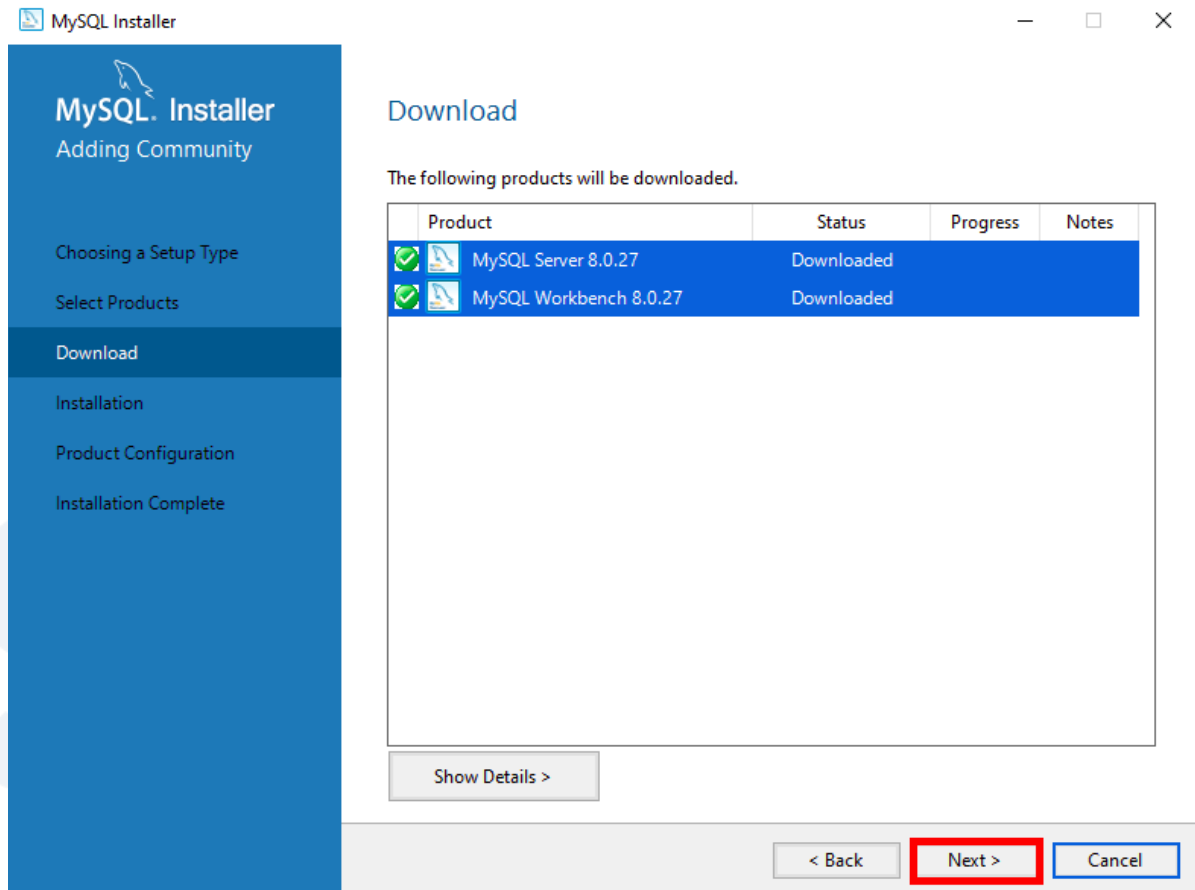 MySQL Installer
MySQL. Installer
Adding Community
Choosing a Setup Type
Select Products
Download
Installation
Product Configuration
Installation Complete
Download
The following products will be downloaded.
Product Status Progress Notes
MySQL Server 8.0.27 Downloaded
MySQL Workbench 8.0.27 Downloaded
Show Details >
< Back Next > Cancel